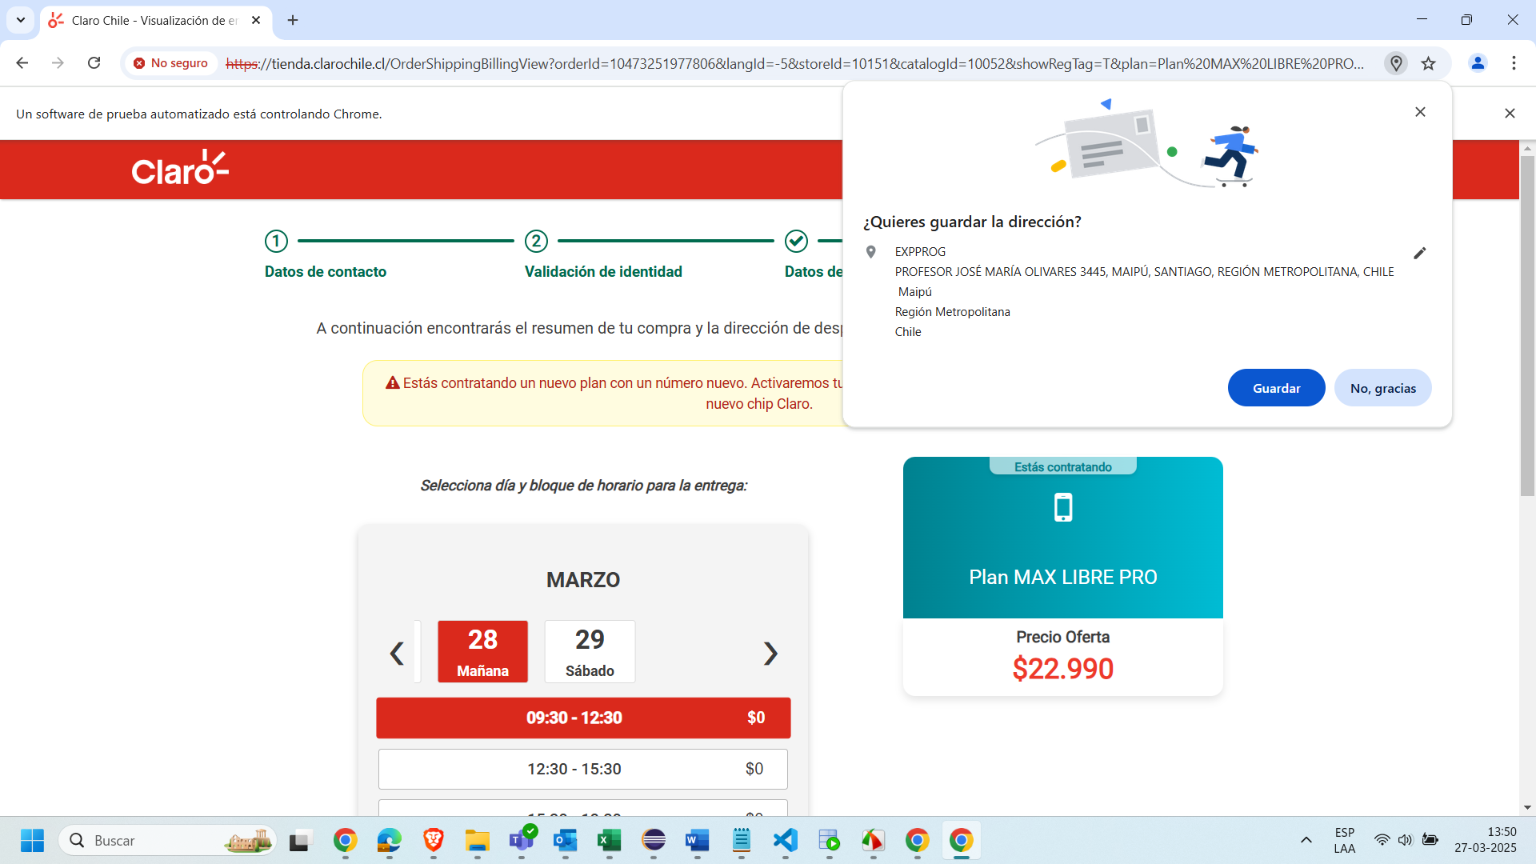 Claro Chile - Visualización de e
No seguro
https://tienda.clarochile.cl/OrderShippingBillingView?orderId=10473251977806&langId=-5&storeId=10151&catalogId=10052&showRegTag=T&plan=Plan%20MAX%20LIBRE%20PRO...
Un software de prueba automatizado está controlando Chrome.
Claro
¿Quieres guardar la dirección?
EXPPROG
PROFESOR JOSÉ MARÍA OLIVARES 3445, MAIPÚ, SANTIAGO, REGIÓN METROPOLITANA, CHILE
Maipú
Región Metropolitana
Chile
Guardar
No, gracias
1
2
Datos de contacto
Validación de identidad
Datos de
A continuación encontrarás el resumen de tu compra y la dirección de des
Estás contratando un nuevo plan con un número nuevo. Activaremos tu
nuevo chip Claro.
Selecciona día y bloque de horario para la entrega:
MARZO
28
Mañana
29
Sábado
09:30 - 12:30 $0
12:30 - 15:30 $0
Estás contratando
Plan MAX LIBRE PRO
Precio Oferta
$22.990
Buscar
ESP
LAA
13:50
27-03-2025